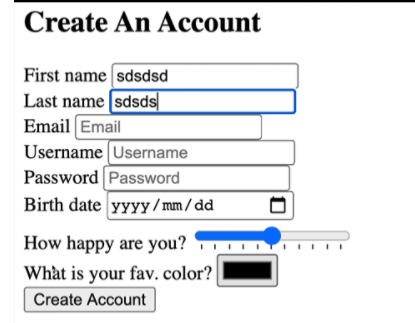 Create An Account
First name sdsdsd
Last name sdsds
Email Email
Username Username
Password Password
Birth date yyyy/mm/dd
How happy are you?
What is your fav. color?
Create Account